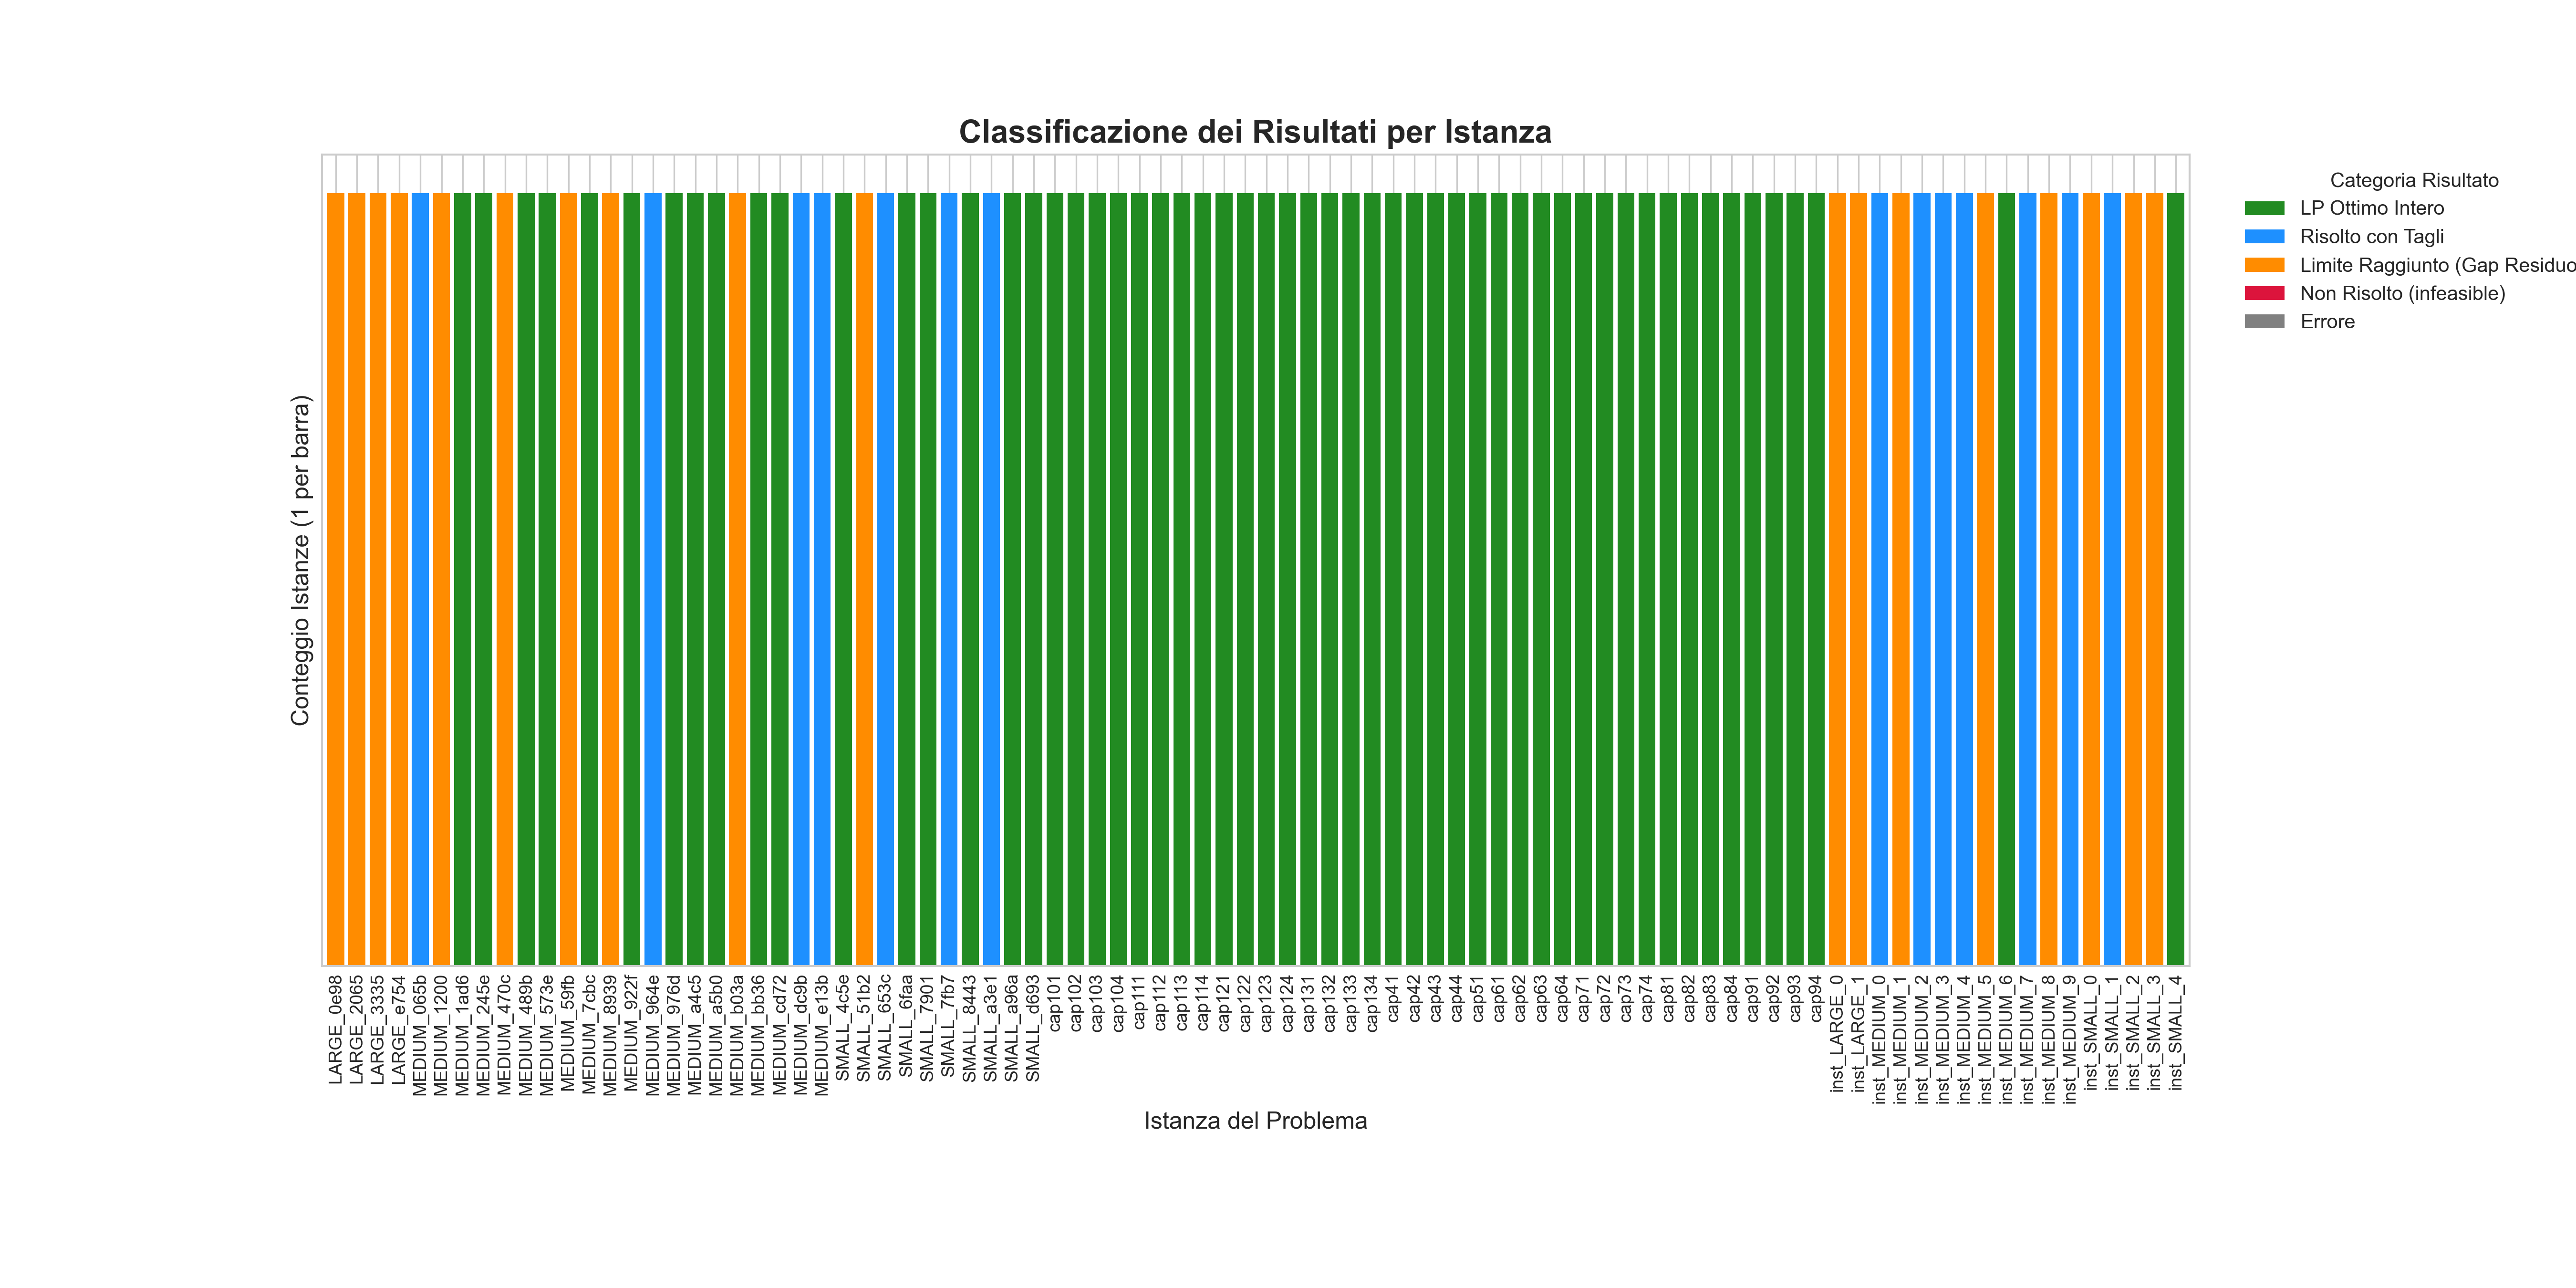 Classificazione dei Risultati per Istanza
Categoria Risultato
LP Ottimo Intero
Risolto con Tagli
Limite Raggiunto (Gap Residuo
Non Risolto (infeasible)
Errore
Conteggio Istanze (1 per barra)
LARGE_0e98
LARGE_2065
LARGE_3335
LARGE_e754
MEDIUM_065b
MEDIUM_1200
MEDIUM_1ad6
MEDIUM_245e
MEDIUM_470c
MEDIUM_489b
MEDIUM_573e
MEDIUM_59fb
MEDIUM_7cbc
MEDIUM_8939
MEDIUM_922f
MEDIUM_964e
MEDIUM_976d
MEDIUM_a4c5
MEDIUM_a5b0
MEDIUM_b03a
MEDIUM_bb36
MEDIUM_cd72
MEDIUM_dc9b
MEDIUM_e13b
SMALL_4c5e
SMALL_51b2
SMALL_653c
SMALL_6faa
SMALL_7901
SMALL_7fb7
SMALL_8443
SMALL_a3e1
SMALL_a96a
SMALL_d693
cap101
cap102
cap103
cap104
cap111
cap112
cap113
cap114
cap121
cap122
cap123
cap124
cap131
cap132
cap133
cap134
cap41
cap42
cap43
cap44
cap51
cap61
cap62
cap63
cap64
cap71
cap72
cap73
cap74
cap81
cap82
cap83
cap84
cap91
cap92
cap93
cap94
inst_LARGE_0
inst_LARGE_1
inst_MEDIUM_0
inst_MEDIUM_1
inst_MEDIUM_2
inst_MEDIUM_3
inst_MEDIUM_4
inst_MEDIUM_5
inst_MEDIUM_6
inst_MEDIUM_7
inst_MEDIUM_8
inst_MEDIUM_9
inst_SMALL_0
inst_SMALL_1
inst_SMALL_2
inst_SMALL_3
inst_SMALL_4
Istanza del Problema